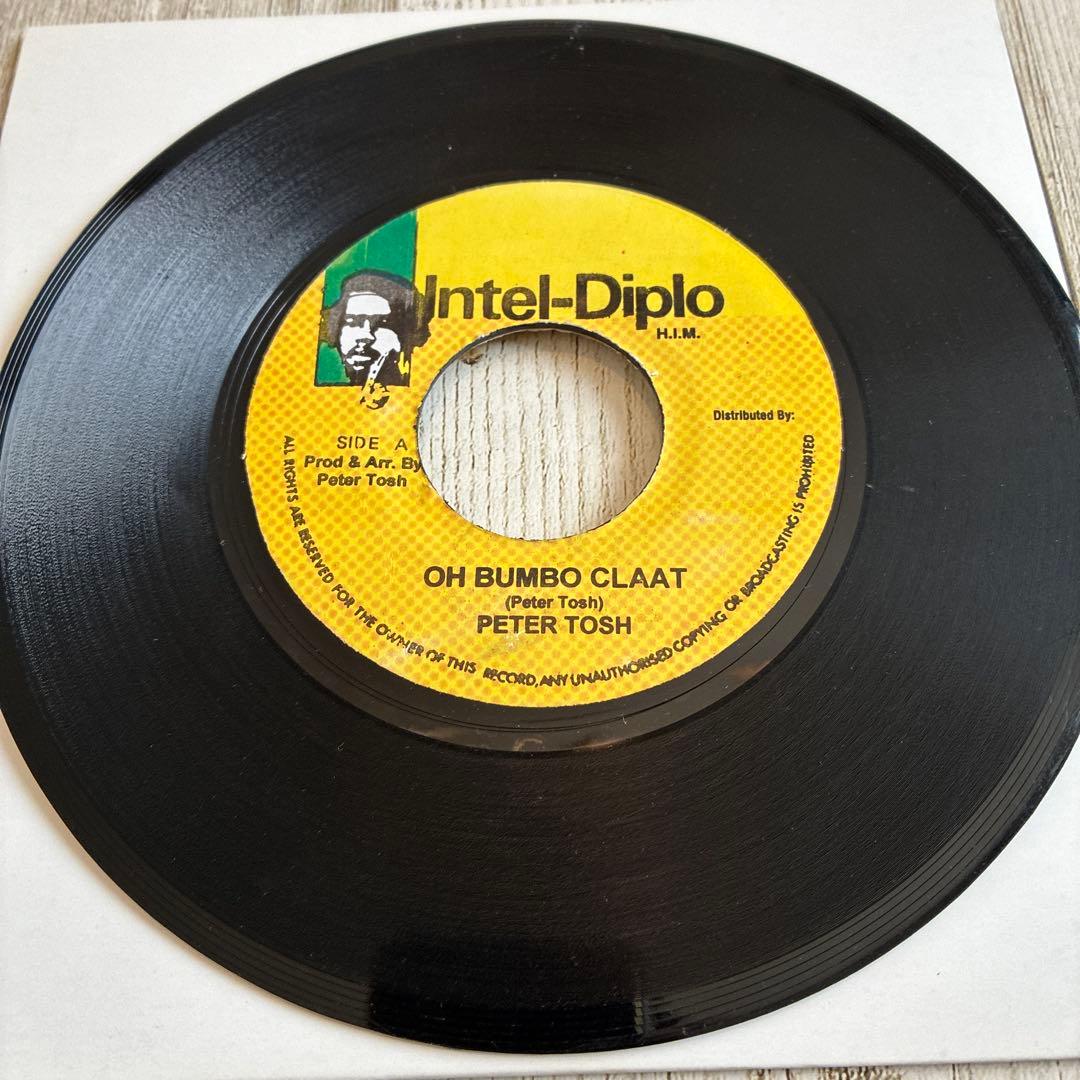 Intel-Diplo
H.I.M.
Distributed By:
SIDE A
Prod & Arr. By
Peter Tosh
OH BUMBO CLAAT
(Peter Tosh)
PETER TOSH
ALL RIGHTS ARE RESERVED FOR THE OWNER OF THIS RECORD, ANY UNAUTHORISED COPYING OR BROADCASTING IS PROHIBITED